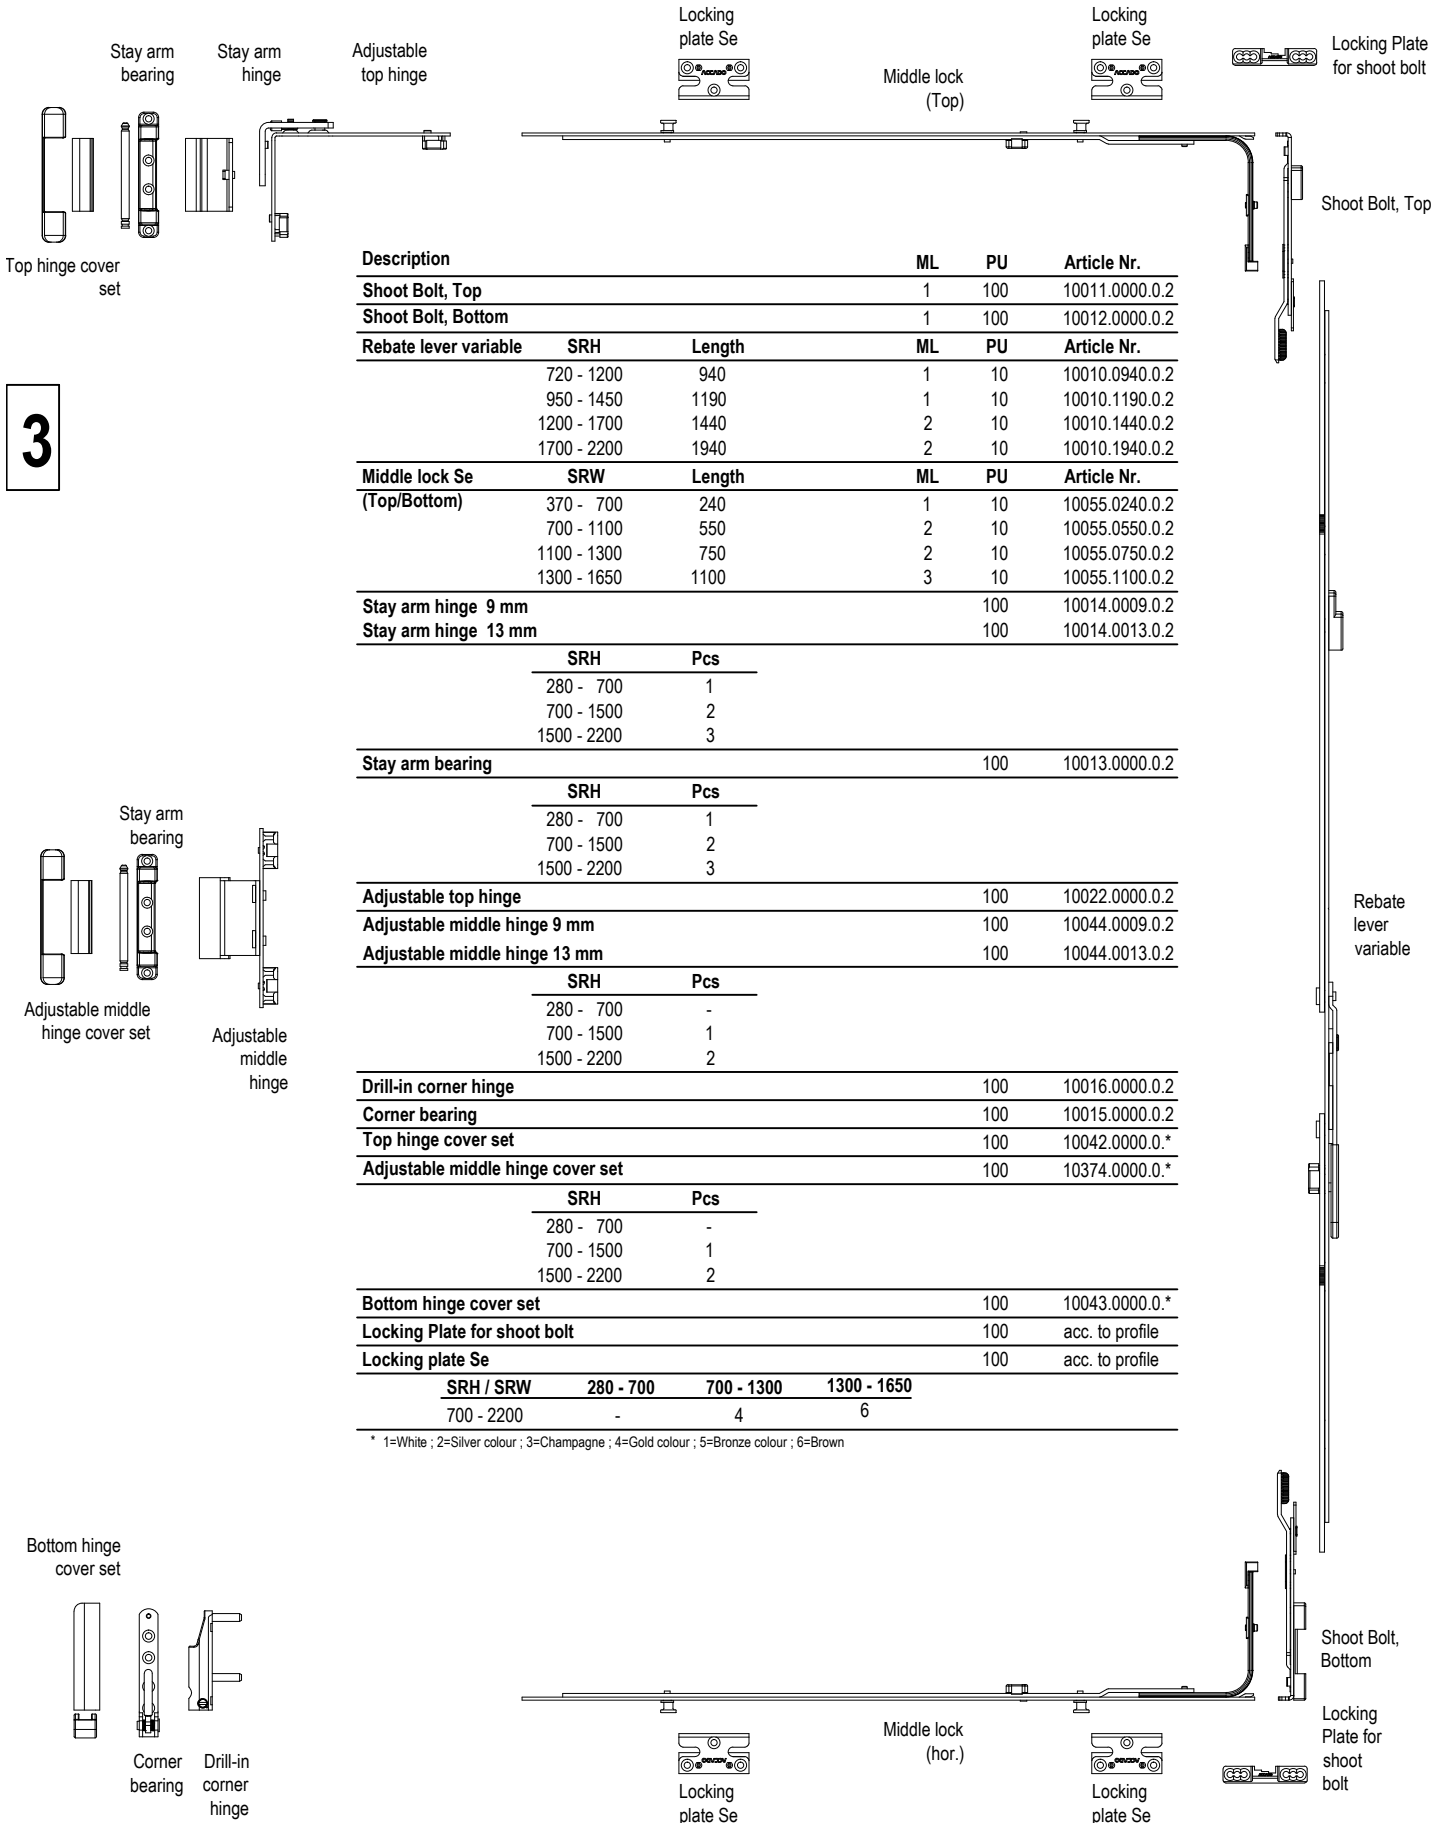 Locking
plate Se
Locking
plate Se
Locking Plate
for shoot bolt
Stay arm
bearing
Stay arm
hinge
Adjustable
top hinge
Middle lock
(Top)
ACCADO
ACCADO
Shoot Bolt, Top
Top hinge cover
set
3
Description ML PU Article Nr.
Shoot Bolt, Top 1 100 10011.0000.0.2
Shoot Bolt, Bottom 1 100 10012.0000.0.2
Rebate lever variable SRH Length ML PU Article Nr.
720 - 1200 940 1 10 10010.0940.0.2
950 - 1450 1190 1 10 10010.1190.0.2
1200 - 1700 1440 2 10 10010.1440.0.2
1700 - 2200 1940 2 10 10010.1940.0.2
Middle lock Se SRW Length ML PU Article Nr.
(Top/Bottom) 370 - 700 240 1 10 10055.0240.0.2
700 - 1100 550 2 10 10055.0550.0.2
1100 - 1300 750 2 10 10055.0750.0.2
1300 - 1650 1100 3 10 10055.1100.0.2
Stay arm hinge 9 mm 100 10014.0009.0.2
Stay arm hinge 13 mm 100 10014.0013.0.2
SRH Pcs
280 - 700 1
700 - 1500 2
1500 - 2200 3
Stay arm bearing 100 10013.0000.0.2
SRH Pcs
280 - 700 1
700 - 1500 2
1500 - 2200 3
Adjustable top hinge 100 10022.0000.0.2
Adjustable middle hinge 9 mm 100 10044.0009.0.2
Adjustable middle hinge 13 mm 100 10044.0013.0.2
SRH Pcs
280 - 700 -
700 - 1500 1
1500 - 2200 2
Drill-in corner hinge 100 10016.0000.0.2
Corner bearing 100 10015.0000.0.2
Top hinge cover set 100 10042.0000.0.*
Adjustable middle hinge cover set 100 10374.0000.0.*
SRH Pcs
280 - 700 -
700 - 1500 1
1500 - 2200 2
Bottom hinge cover set 100 10043.0000.0.*
Locking Plate for shoot bolt 100 acc. to profile
Locking plate Se 100 acc. to profile
SRH / SRW 280 - 700 700 - 1300 1300 - 1650
700 - 2200 - 4 6
* 1=White ; 2=Silver colour ; 3=Champagne ; 4=Gold colour ; 5=Bronze colour ; 6=Brown
Stay arm
bearing
Adjustable middle
hinge cover set
Adjustable
middle
hinge
Rebate
lever
variable
Bottom hinge
cover set
Corner
bearing
Drill-in
corner
hinge
Middle lock
(hor.)
ACCADO
ACCADO
Locking
plate Se
Locking
plate Se
Shoot Bolt,
Bottom
Locking
Plate for
shoot
bolt